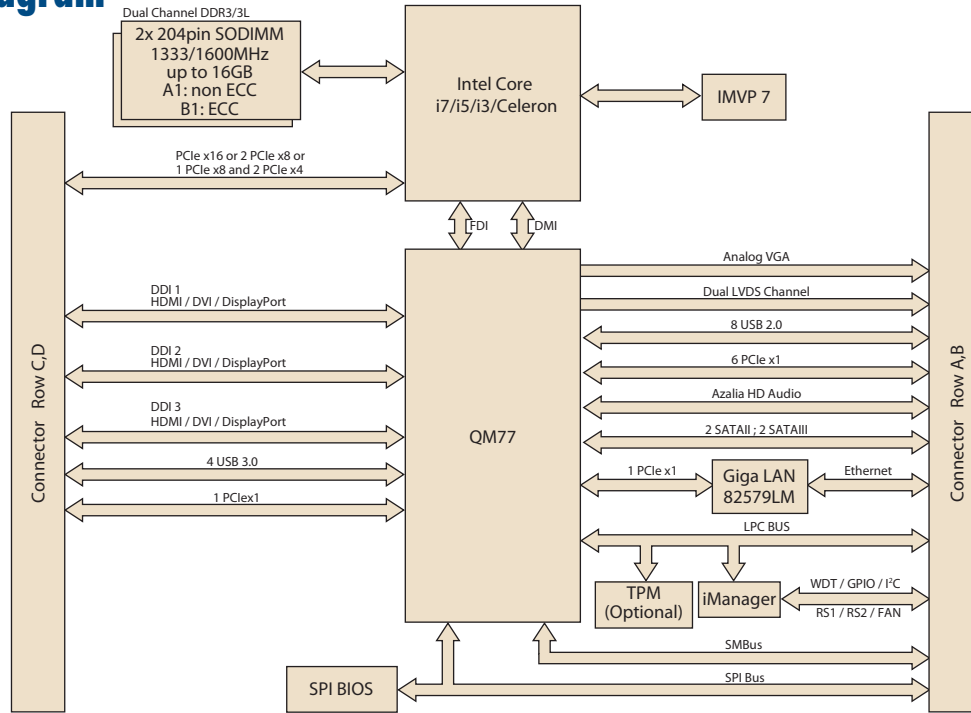 Dual Channel DDR3/3L
2x 204pin SODIMM
1333/1600MHz
up to 16GB
A1: non ECC
B1: ECC
Intel Core
i7/i5/i3/Celeron
IMVP 7
PCIe x16 or 2 PCIe x8 or
1 PCIe x8 and 2 PCIe x4
FDI
DMI
Connector Row C,D
DDI 1
HDMI / DVI / DisplayPort
DDI 2
HDMI / DVI / DisplayPort
DDI 3
HDMI / DVI / DisplayPort
4 USB 3.0
1 PCIex1
QM77
Analog VGA
Dual LVDS Channel
8 USB 2.0
6 PCIe x1
Azalia HD Audio
2 SATAII ; 2 SATAIII
1 PCIe x1
Giga LAN
82579LM
Ethernet
LPC BUS
TPM
(Optional)
iManager
WDT / GPIO / I²C
RS1 / RS2 / FAN
SMBus
SPI Bus
SPI BIOS
Connector Row A,B